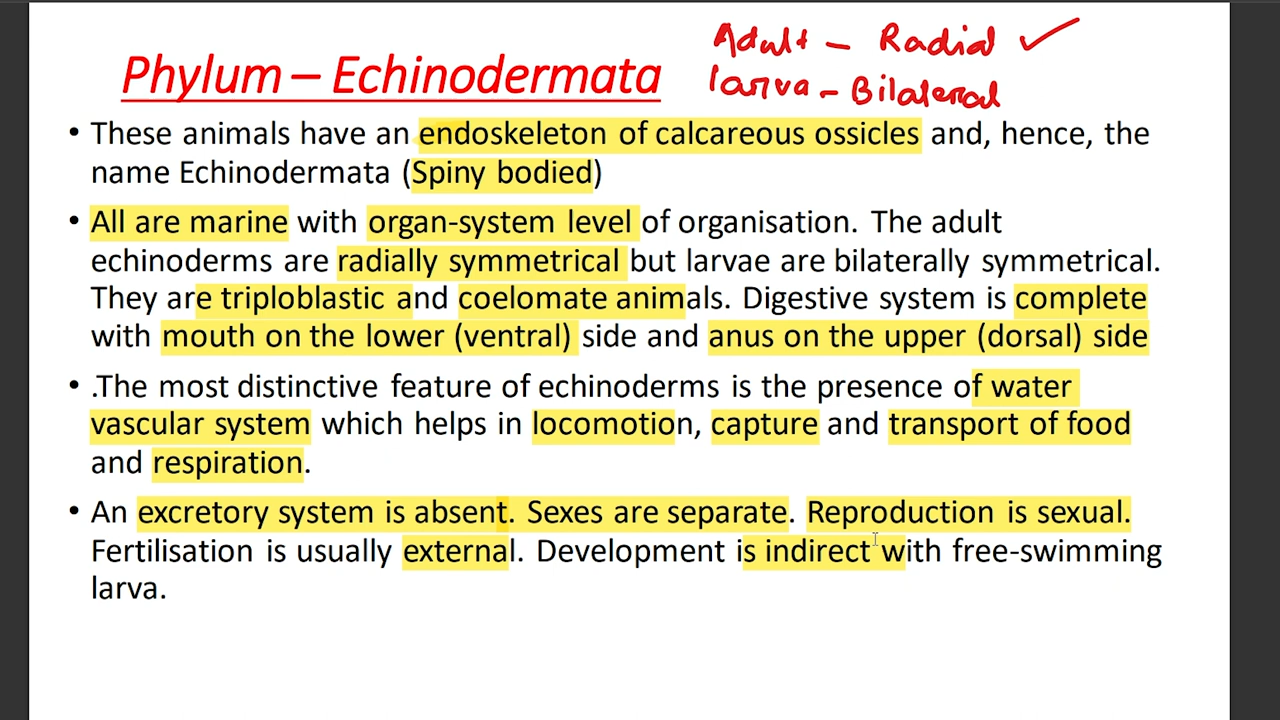 Adult - Radial ✓
Phylum – Echinodermata
larva - Bilateral
• These animals have an endoskeleton of calcareous ossicles and, hence, the
name Echinodermata (Spiny bodied)
• All are marine with organ-system level of organisation. The adult
echinoderms are radially symmetrical but larvae are bilaterally symmetrical.
They are triploblastic and coelomate animals. Digestive system is complete
with mouth on the lower (ventral) side and anus on the upper (dorsal) side
• .The most distinctive feature of echinoderms is the presence of water
vascular system which helps in locomotion, capture and transport of food
and respiration.
• An excretory system is absent. Sexes are separate. Reproduction is sexual.
Fertilisation is usually external. Development is indirect with free-swimming
larva.